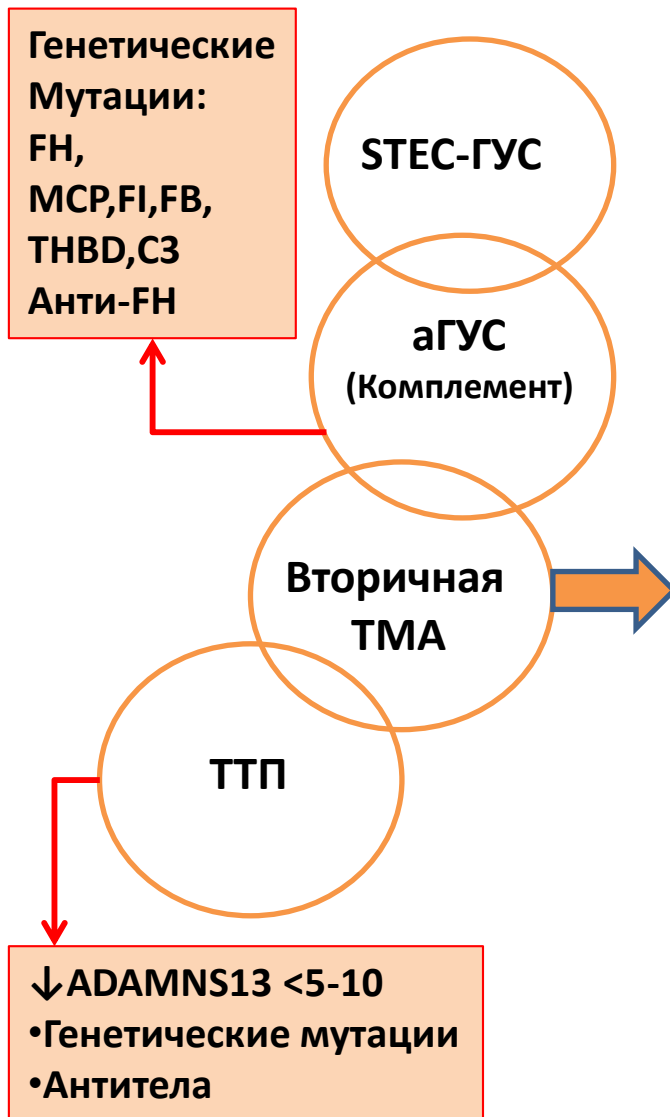 Генетические
Мутации:
FH,
MCP,FI,FB,
THBD,C3
Анти-FH
STEC-ГУС
аГУС
(Комплемент)
Вторичная
ТМА
ТТП
↓ADAMNS13 <5-10
•Генетические мутации
•Антитела